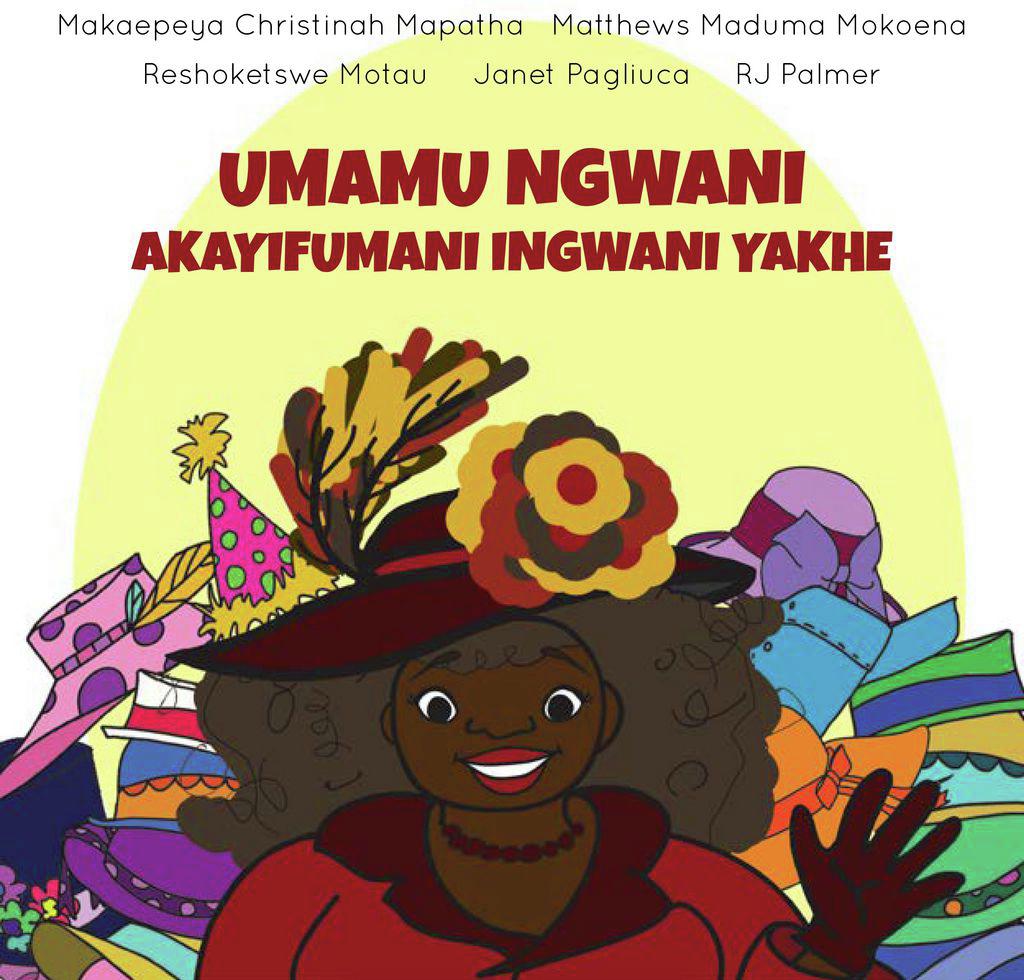 Makaepeya Christinah Mapatha Matthews Maduma Mokoena
Reshoketswe Motau Janet Pagliuca RJ Palmer
UMAMU NGWANI
AKAYIFUMANI INGWANI YAKHE